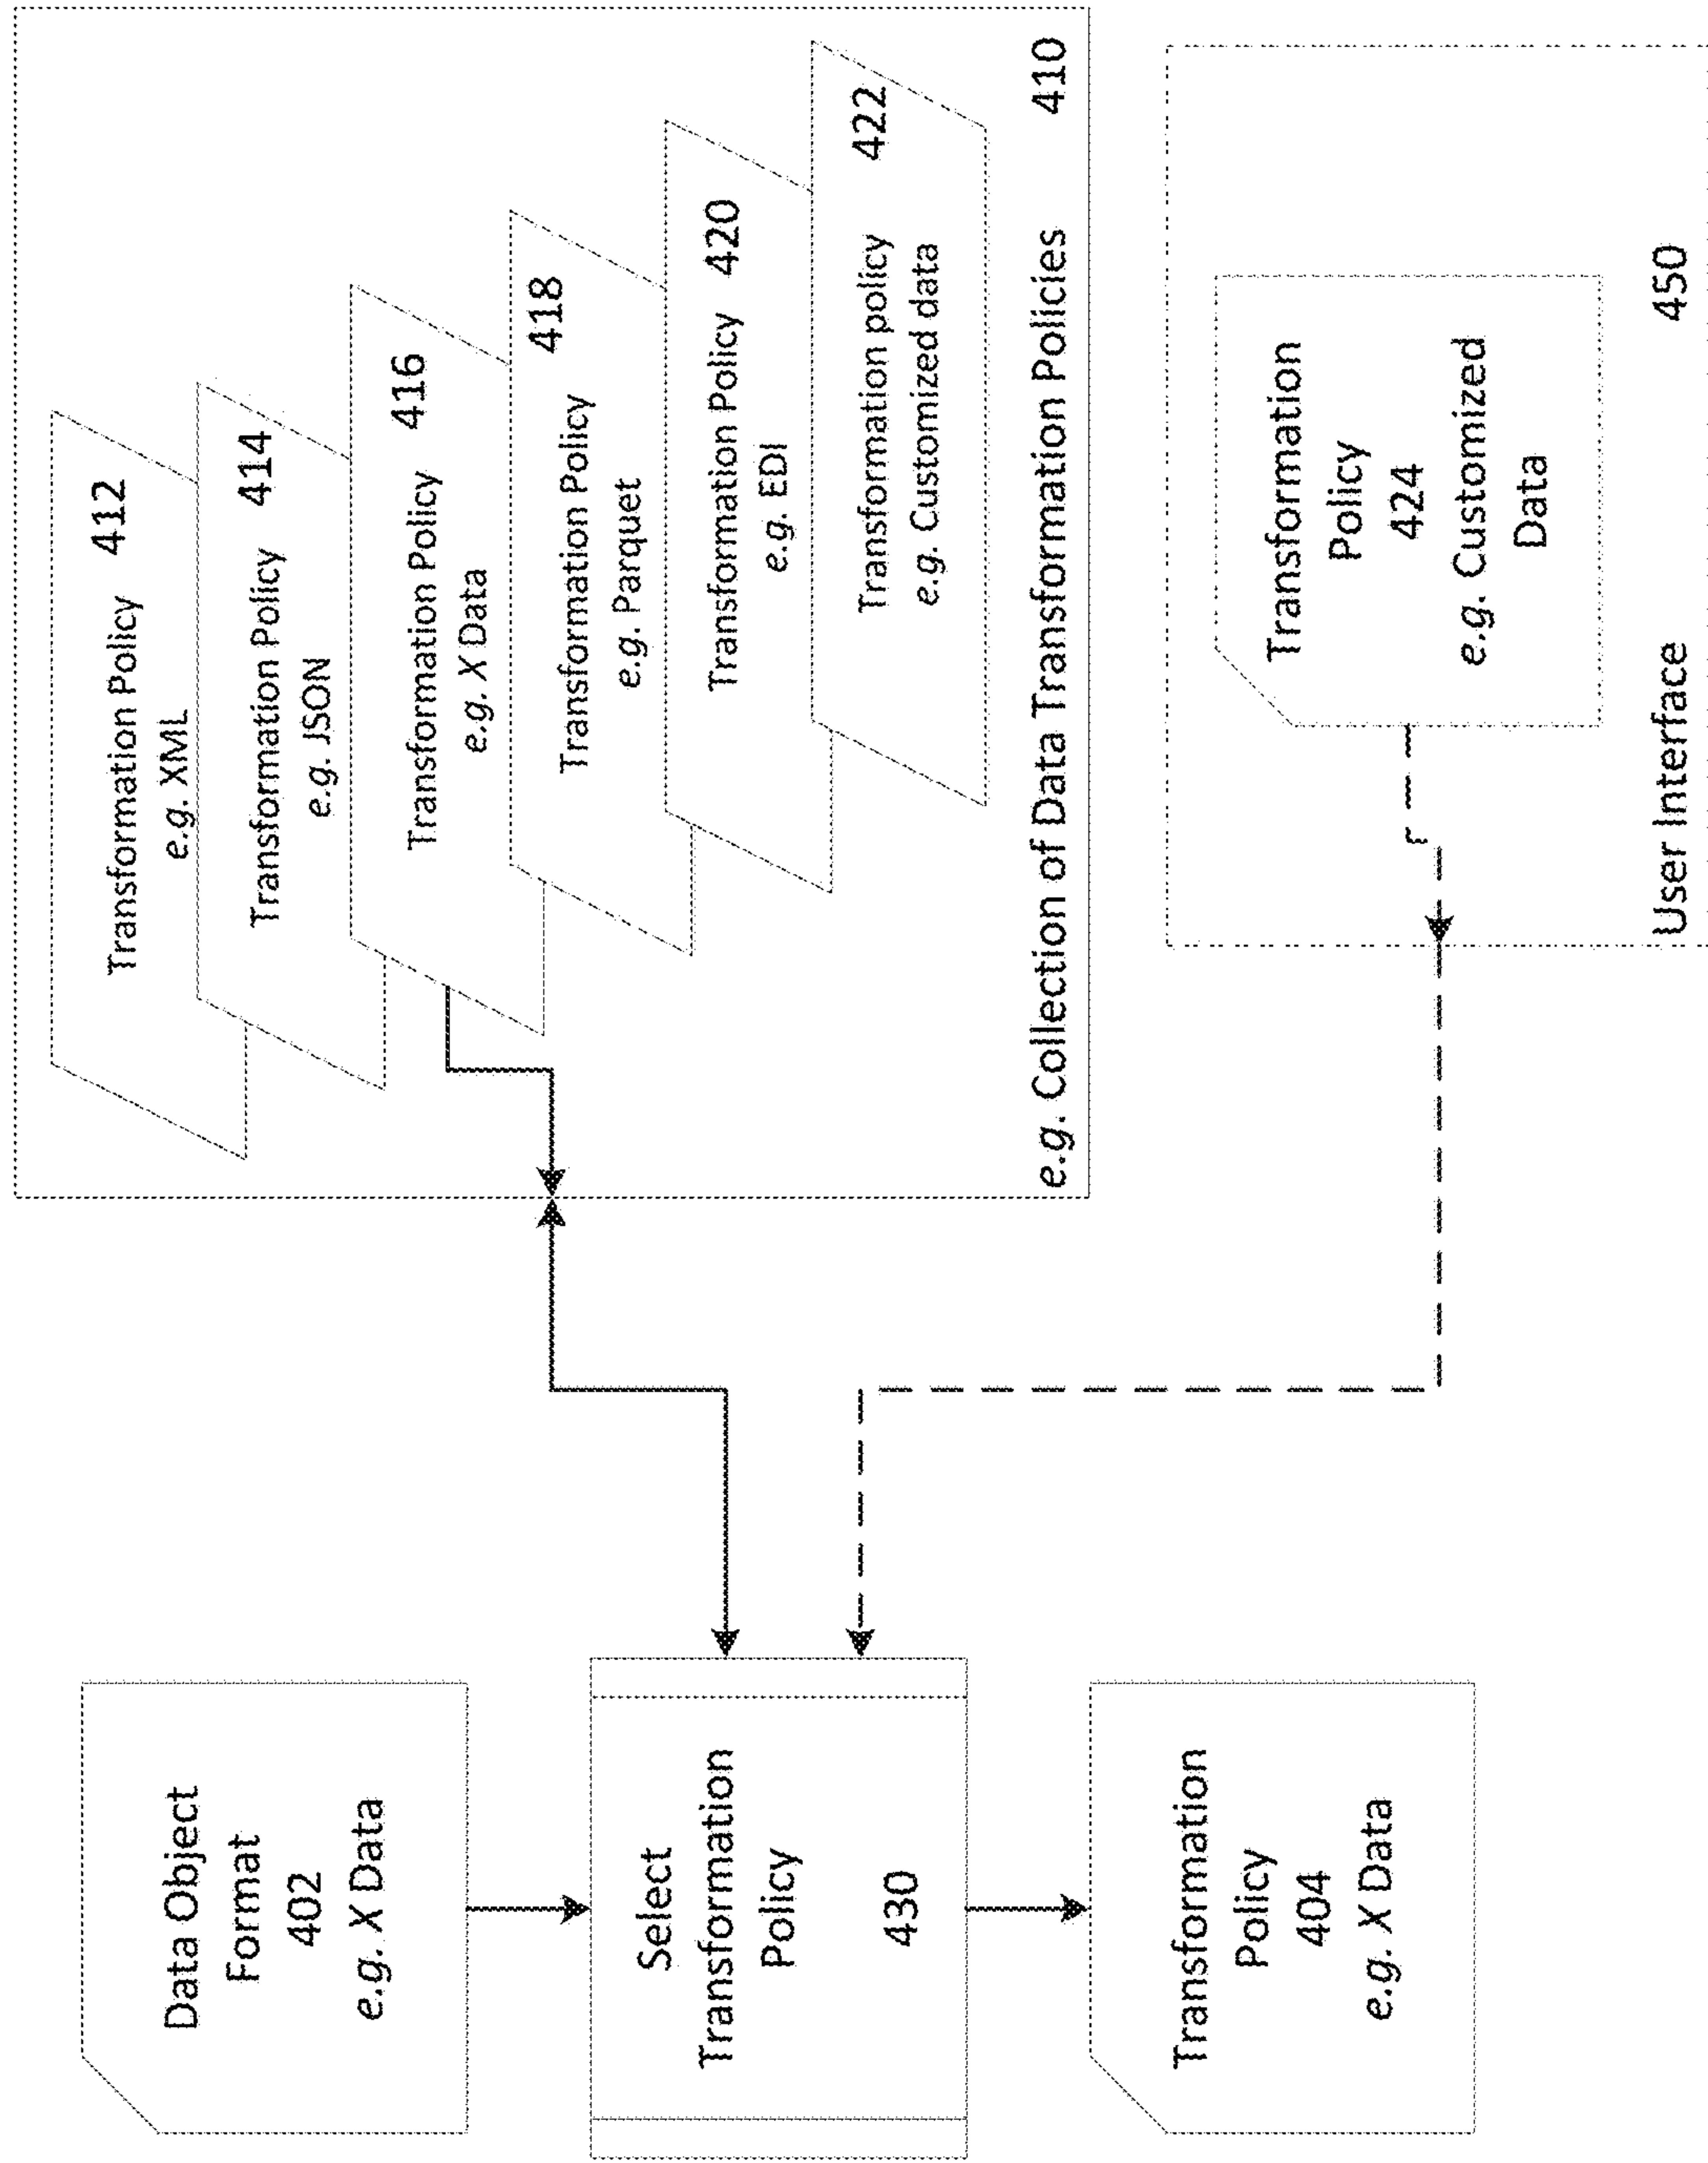 Data Object
Format
402
e.g. X Data
Select
Transformation
Policy
430
Transformation
Policy
404
e.g. X Data
Transformation Policy 412
e.g. XML
Transformation Policy 414
e.g. JSON
Transformation Policy 416
e.g. X Data
Transformation Policy 418
e.g. Parquet
Transformation Policy 420
e.g. EDI
Transformation policy 422
e.g. Customized data
e.g. Collection of Data Transformation Policies 410
Transformation
Policy
424
e.g. Customized
Data
User Interface 450